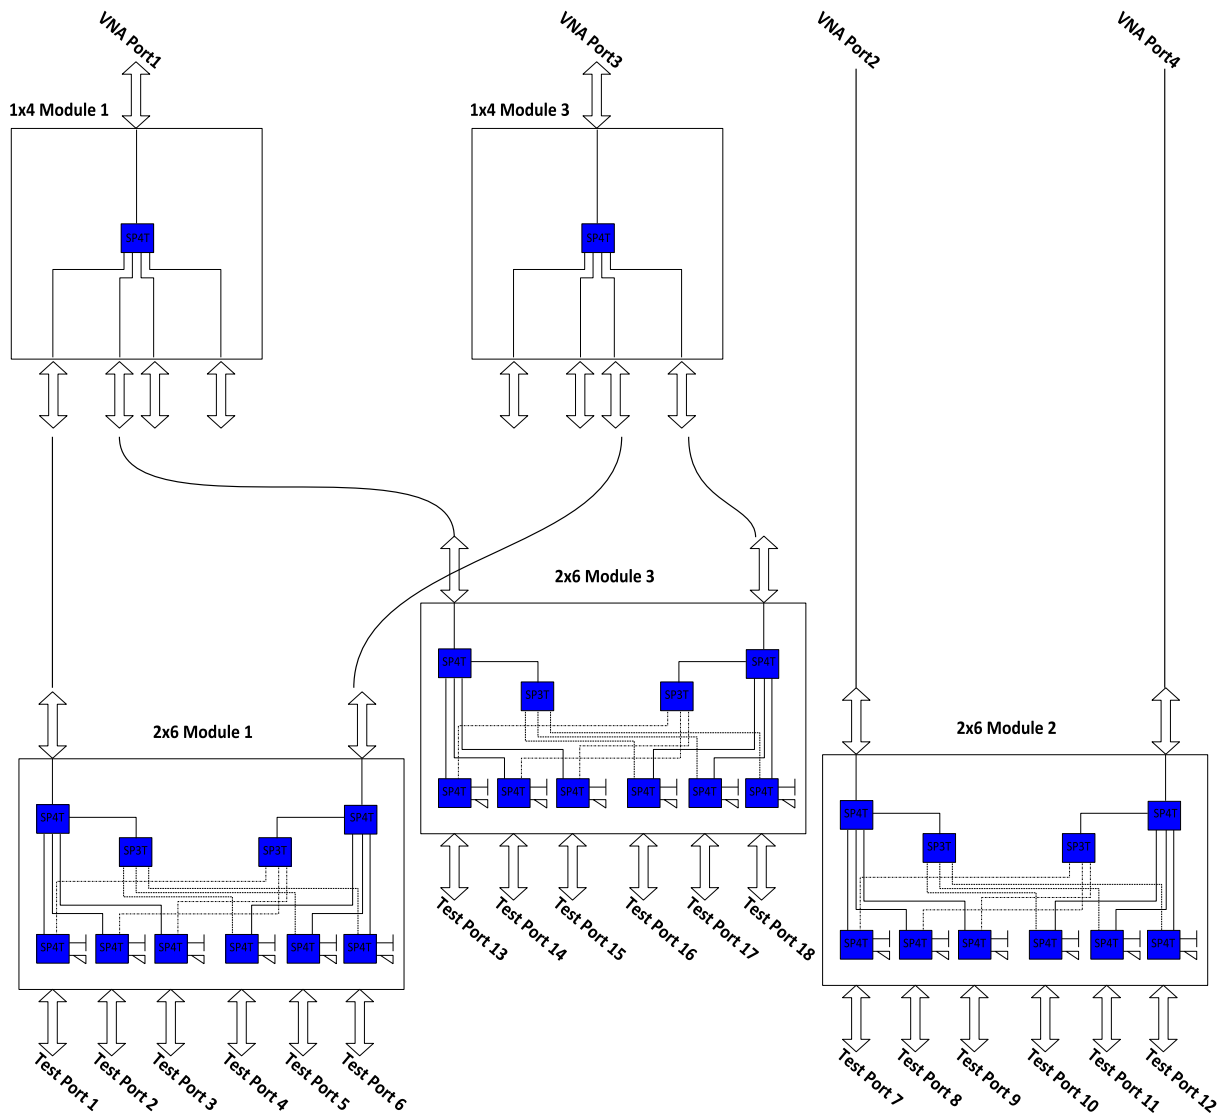 VNA Port1
VNA Port3
VNA Port2
VNA Port4
1x4 Module 1
1x4 Module 3
SP4T
SP4T
2x6 Module 3
SP4T
SP4T
SP3T
SP3T
SP4T
SP4T
SP4T
SP4T
SP4T
SP4T
Test Port 13
Test Port 14
Test Port 15
Test Port 16
Test Port 17
Test Port 18
2x6 Module 1
SP4T
SP4T
SP3T
SP3T
SP4T
SP4T
SP4T
SP4T
SP4T
SP4T
Test Port 1
Test Port 2
Test Port 3
Test Port 4
Test Port 5
Test Port 6
2x6 Module 2
SP4T
SP4T
SP3T
SP3T
SP4T
SP4T
SP4T
SP4T
SP4T
SP4T
Test Port 7
Test Port 8
Test Port 9
Test Port 10
Test Port 11
Test Port 12